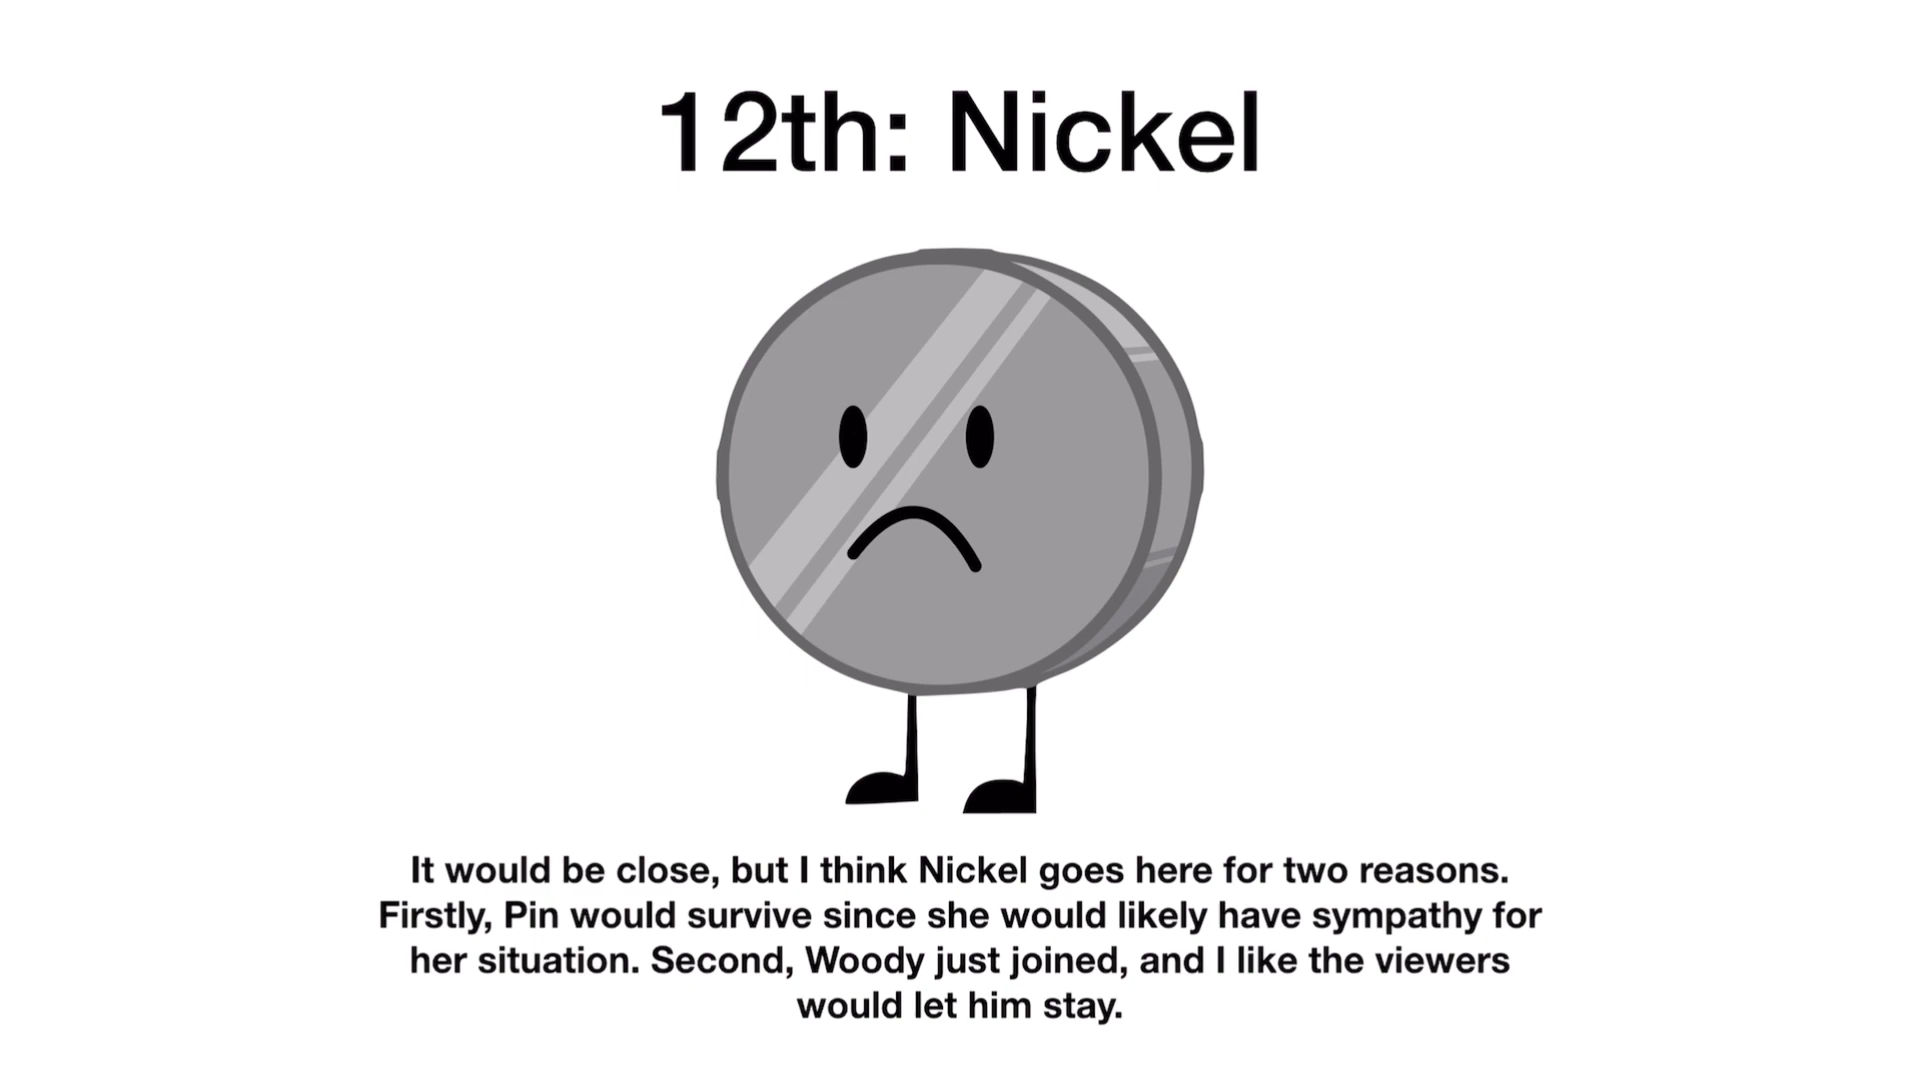 12th: Nickel
It would be close, but I think Nickel goes here for two reasons.
Firstly, Pin would survive since she would likely have sympathy for
her situation. Second, Woody just joined, and I like the viewers
would let him stay.